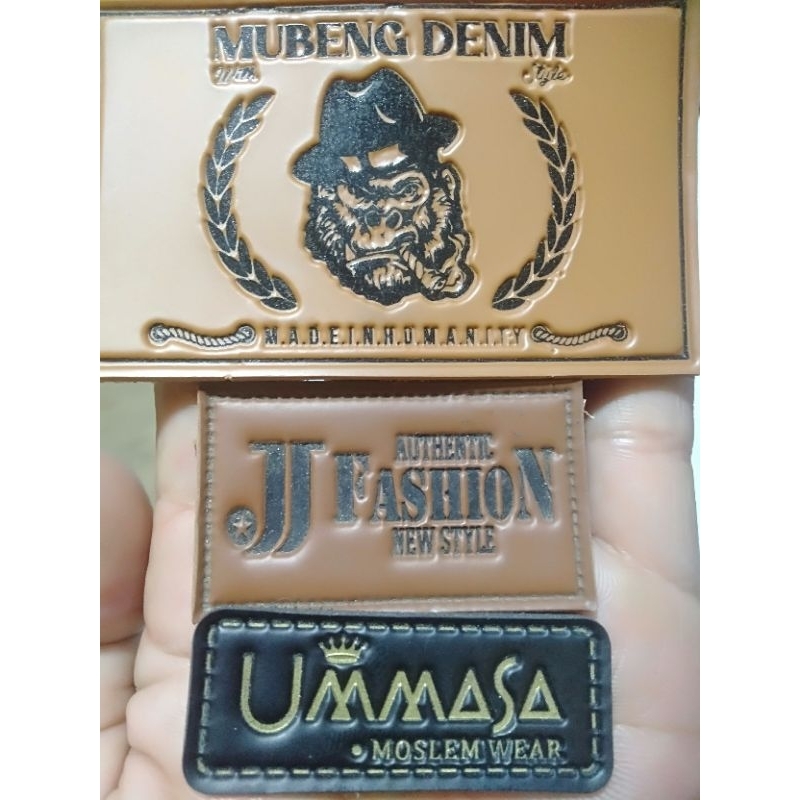 MUBENG DENIM
With Style
M.A.D.E.I.N.H.U.M.A.N.I.T.Y
AUTHENTIC
JJ FASHION
NEW STYLE
UMMASA
• MOSLEM WEAR